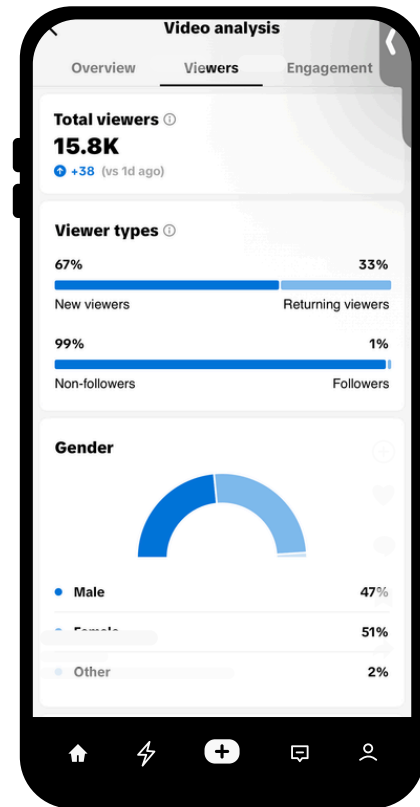 Video analysis
Overview Viewers Engagement
Total viewers
15.8K
+38 (vs 1d ago)
Viewer types
67% 33%
New viewers Returning viewers
99% 1%
Non-followers Followers
Gender
Male 47%
Female 51%
Other 2%